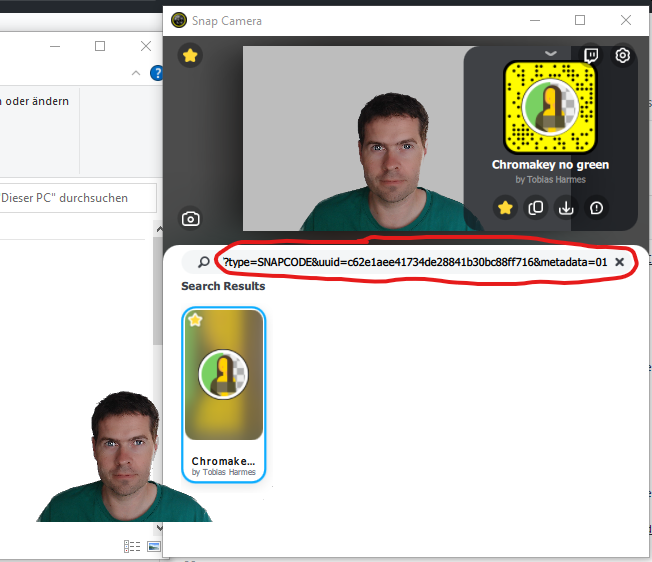 Snap Camera
?
n oder ändern
"Dieser PC" durchsuchen
Chromakey no green
by Tobias Harmes
?type=SNAPCODE&uuid=c62e1aee41734de28841b30bc88ff716&metadata=01
Search Results
Chromake...
by Tobias Harmes